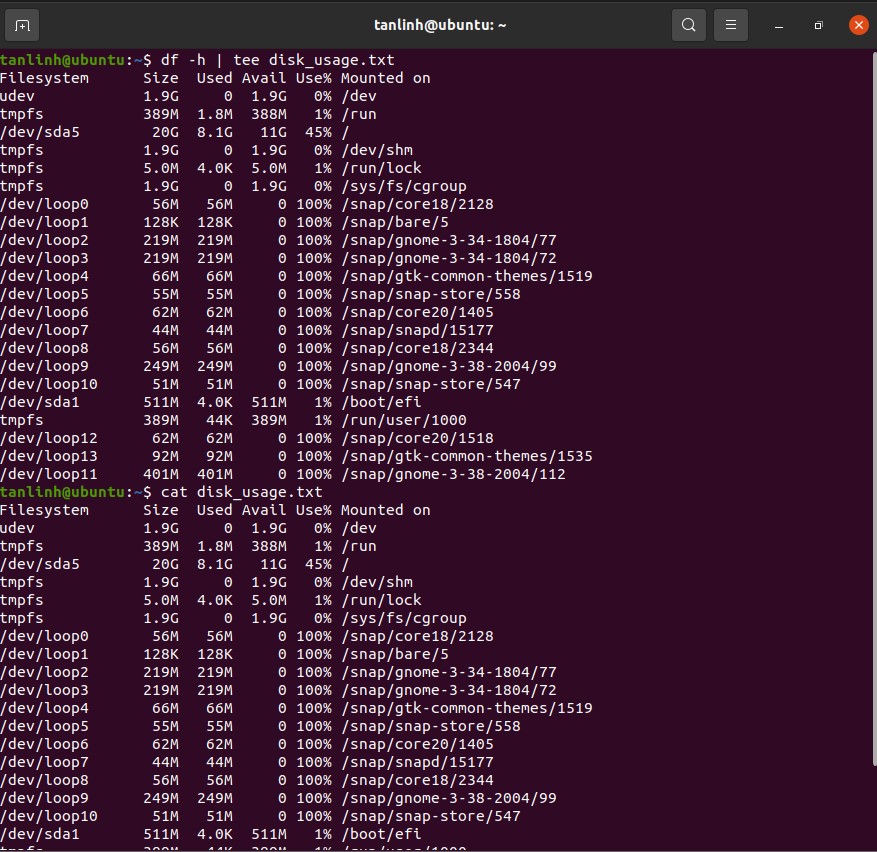 tanlinh@ubuntu: ~
tanlinh@ubuntu:~$ df -h | tee disk_usage.txt
Filesystem      Size  Used Avail Use% Mounted on
udev            1.9G     0  1.9G   0% /dev
tmpfs           389M  1.8M  388M   1% /run
/dev/sda5        20G  8.1G   11G  45% /
tmpfs           1.9G     0  1.9G   0% /dev/shm
tmpfs           5.0M  4.0K  5.0M   1% /run/lock
tmpfs           1.9G     0  1.9G   0% /sys/fs/cgroup
/dev/loop0       56M   56M     0 100% /snap/core18/2128
/dev/loop1      128K  128K     0 100% /snap/bare/5
/dev/loop2      219M  219M     0 100% /snap/gnome-3-34-1804/77
/dev/loop3      219M  219M     0 100% /snap/gnome-3-34-1804/72
/dev/loop4       66M   66M     0 100% /snap/gtk-common-themes/1519
/dev/loop5       55M   55M     0 100% /snap/snap-store/558
/dev/loop6       62M   62M     0 100% /snap/core20/1405
/dev/loop7       44M   44M     0 100% /snap/snapd/15177
/dev/loop8       56M   56M     0 100% /snap/core18/2344
/dev/loop9      249M  249M     0 100% /snap/gnome-3-38-2004/99
/dev/loop10      51M   51M     0 100% /snap/snap-store/547
/dev/sda1       511M  4.0K  511M   1% /boot/efi
tmpfs           389M   44K  389M   1% /run/user/1000
/dev/loop12      62M   62M     0 100% /snap/core20/1518
/dev/loop13      92M   92M     0 100% /snap/gtk-common-themes/1535
/dev/loop11     401M  401M     0 100% /snap/gnome-3-38-2004/112
tanlinh@ubuntu:~$ cat disk_usage.txt
Filesystem      Size  Used Avail Use% Mounted on
udev            1.9G     0  1.9G   0% /dev
tmpfs           389M  1.8M  388M   1% /run
/dev/sda5        20G  8.1G   11G  45% /
tmpfs           1.9G     0  1.9G   0% /dev/shm
tmpfs           5.0M  4.0K  5.0M   1% /run/lock
tmpfs           1.9G     0  1.9G   0% /sys/fs/cgroup
/dev/loop0       56M   56M     0 100% /snap/core18/2128
/dev/loop1      128K  128K     0 100% /snap/bare/5
/dev/loop2      219M  219M     0 100% /snap/gnome-3-34-1804/77
/dev/loop3      219M  219M     0 100% /snap/gnome-3-34-1804/72
/dev/loop4       66M   66M     0 100% /snap/gtk-common-themes/1519
/dev/loop5       55M   55M     0 100% /snap/snap-store/558
/dev/loop6       62M   62M     0 100% /snap/core20/1405
/dev/loop7       44M   44M     0 100% /snap/snapd/15177
/dev/loop8       56M   56M     0 100% /snap/core18/2344
/dev/loop9      249M  249M     0 100% /snap/gnome-3-38-2004/99
/dev/loop10      51M   51M     0 100% /snap/snap-store/547
/dev/sda1       511M  4.0K  511M   1% /boot/efi